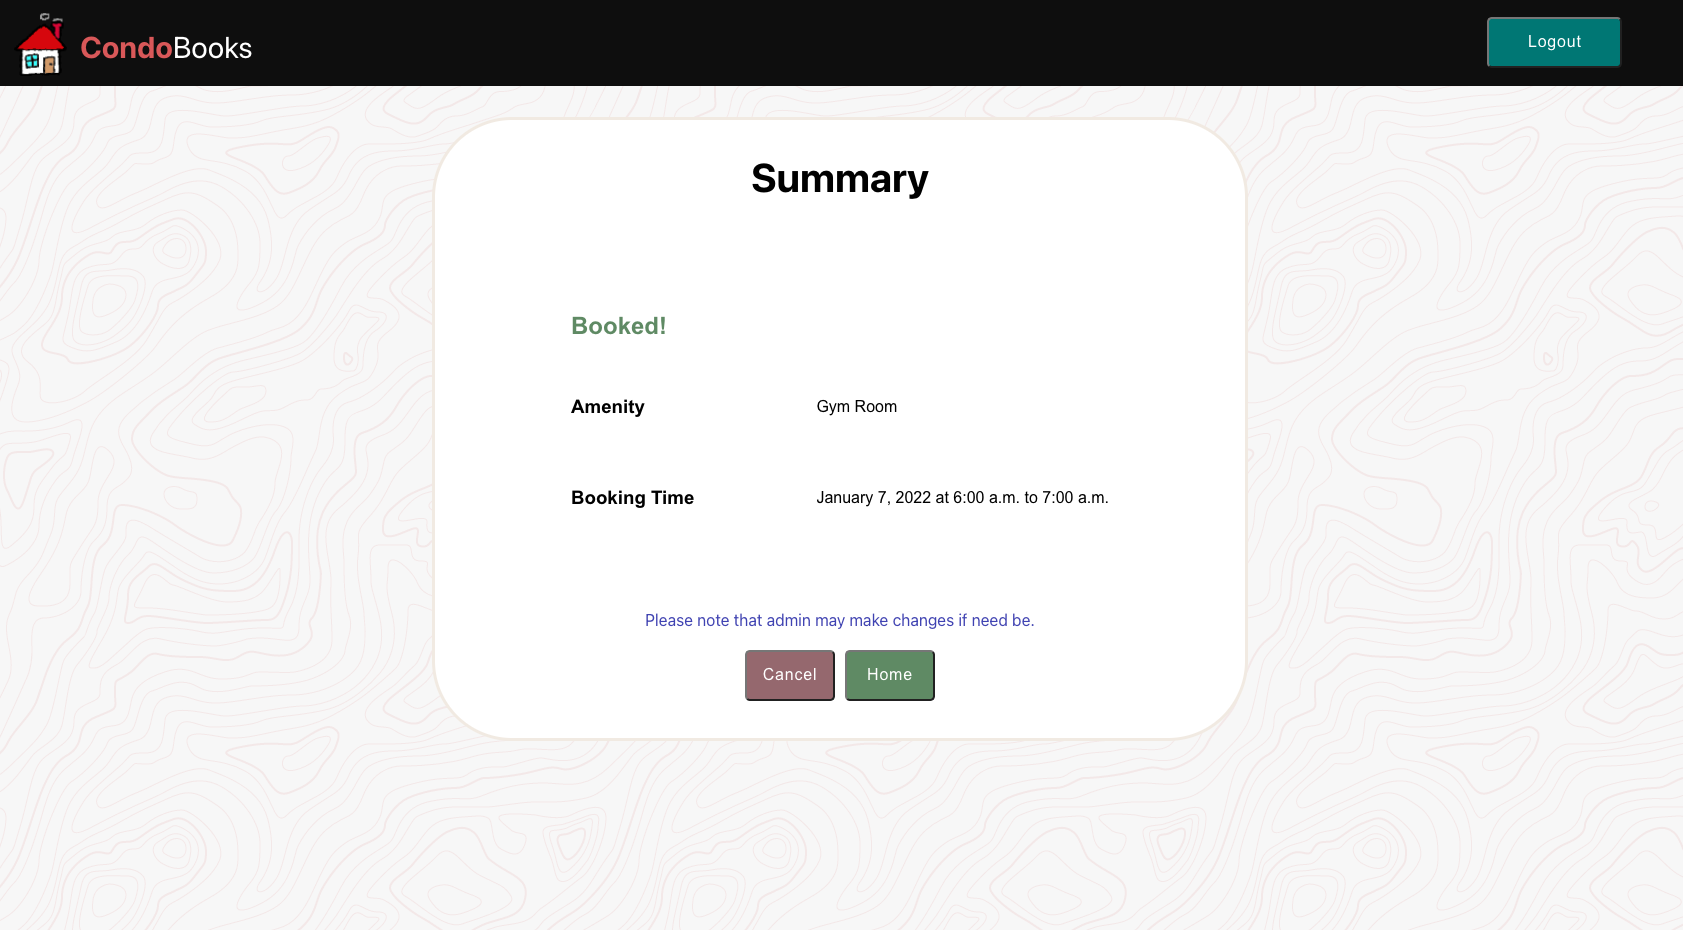 CondoBooks
Logout
Summary
Booked!
Amenity
Gym Room
Booking Time
January 7, 2022 at 6:00 a.m. to 7:00 a.m.
Please note that admin may make changes if need be.
Cancel
Home